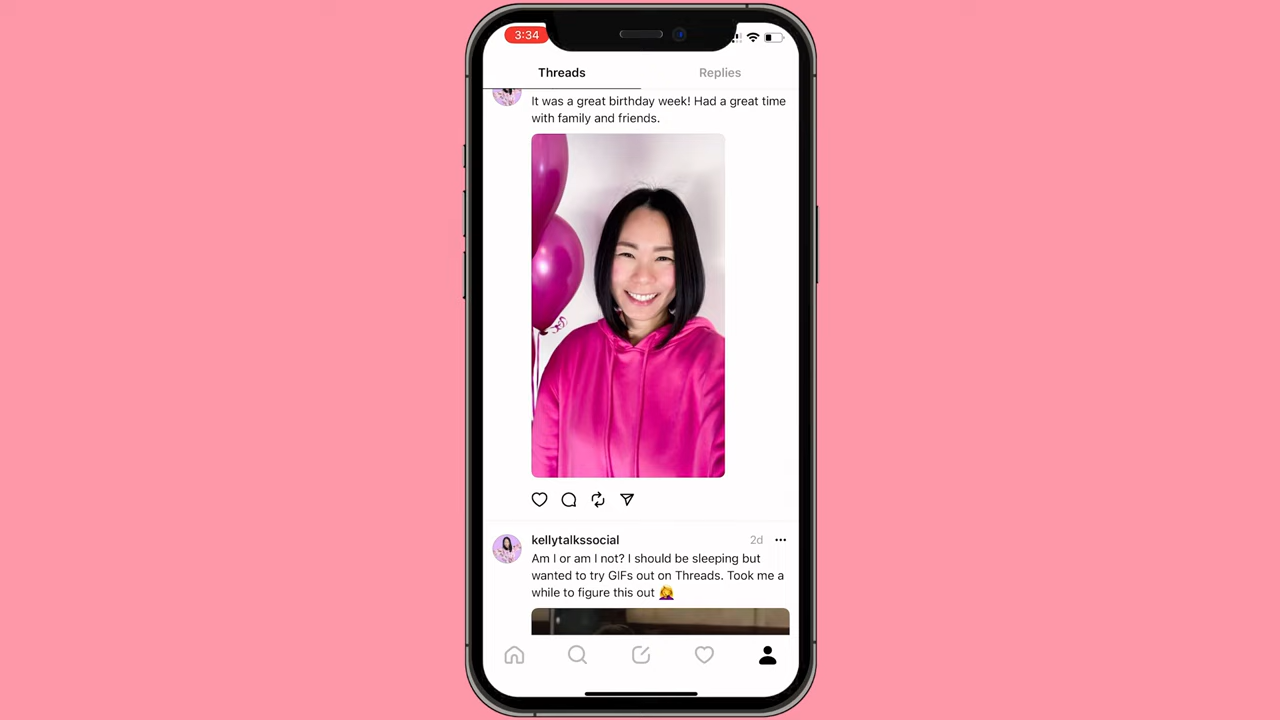 3:34
Threads
Replies
It was a great birthday week! Had a great time
with family and friends.
kellytalkssocial
2d
Am I or am I not? I should be sleeping but
wanted to try GIFs out on Threads. Took me a
while to figure this out 🤦‍♀️